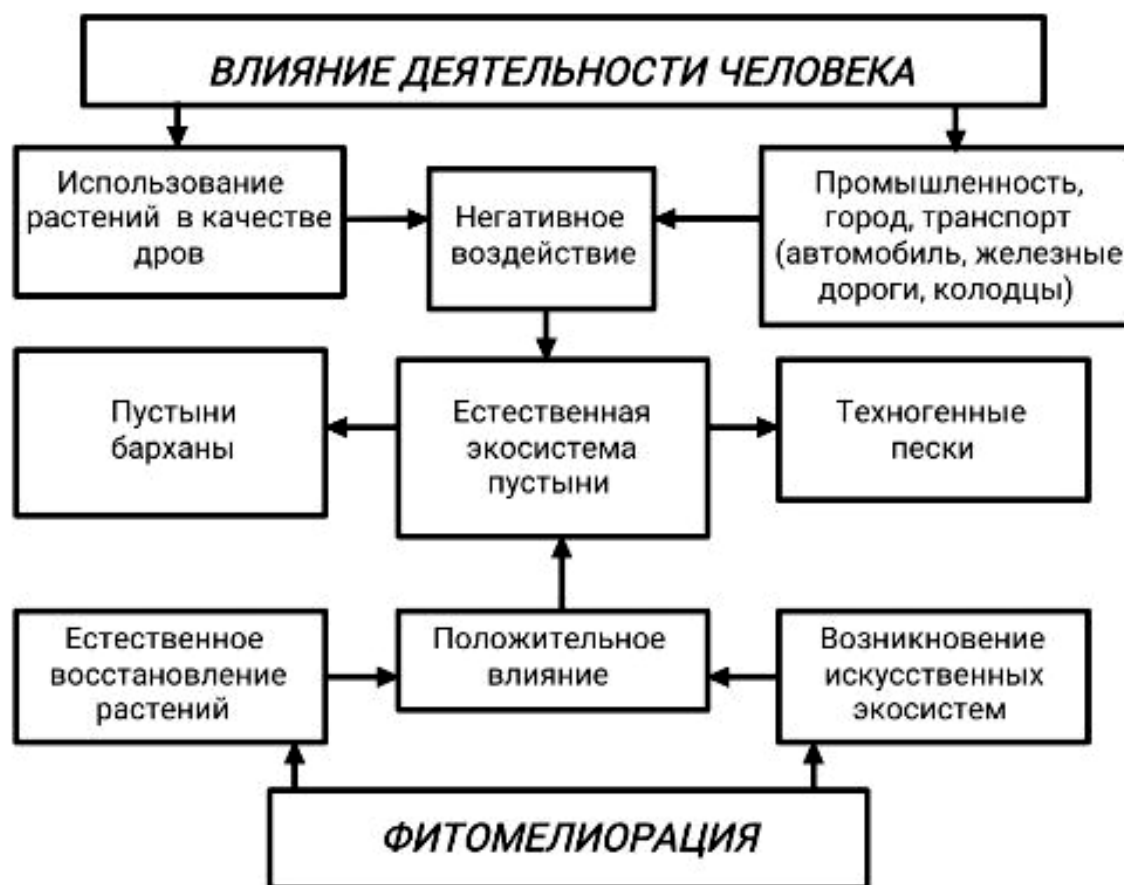 ВЛИЯНИЕ ДЕЯТЕЛЬНОСТИ ЧЕЛОВЕКА
Использование
растений в качестве
дров
Негативное
воздействие
Промышленность,
город, транспорт
(автомобиль, железные
дороги, колодцы)
Пустыни
барханы
Естественная
экосистема
пустыни
Техногенные
пески
Естественное
восстановление
растений
Положительное
влияние
Возникновение
искусственных
экосистем
ФИТОМЕЛИОРАЦИЯ